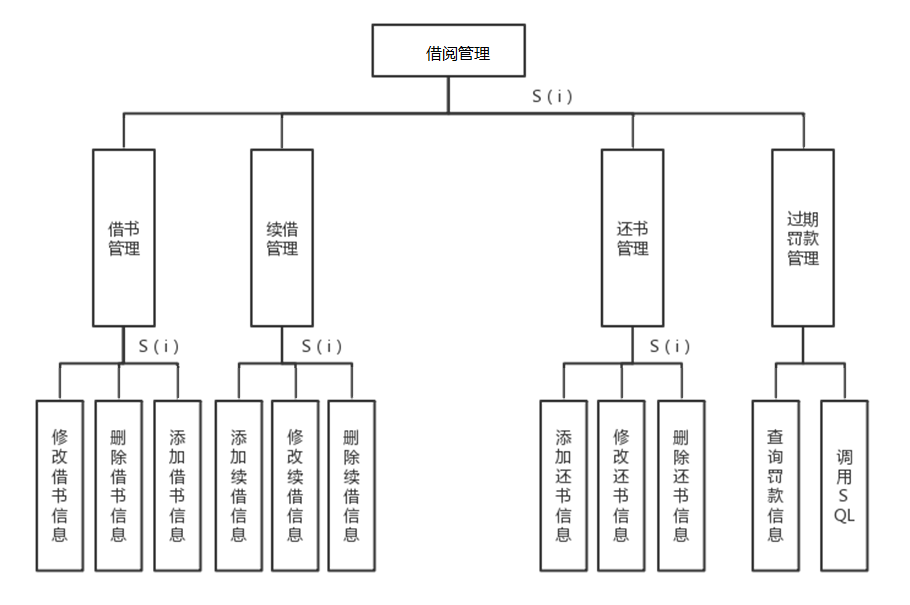 借阅管理
S ( i )
借书
管理
续借
管理
还书
管理
过期
罚款
管理
S ( i )
S ( i )
S ( i )
修改借书信息
删除借书信息
添加借书信息
添加续借信息
修改续借信息
删除续借信息
添加还书信息
修改还书信息
删除还书信息
查询罚款信息
调用SQL